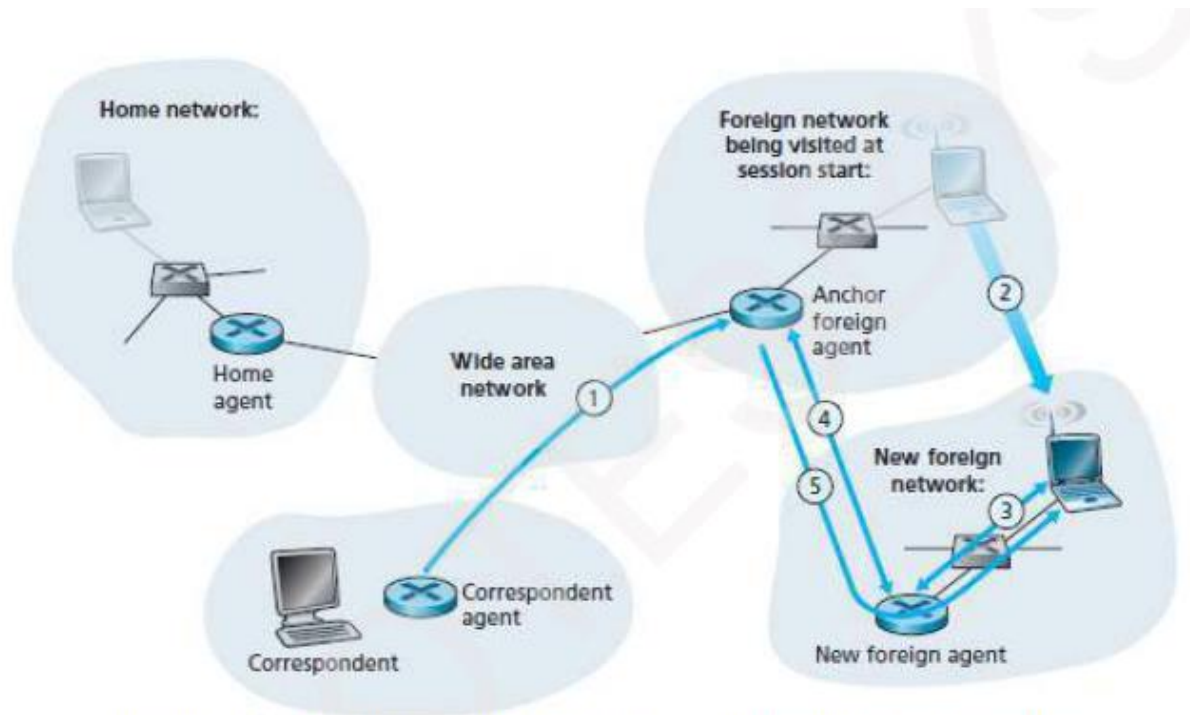 Home network:
Foreign network
being visited at
session start:
2
Anchor
foreign
agent
Wide area
network
Home
agent
1
4
New foreign
network:
5
3
Correspondent
agent
Correspondent
New foreign agent